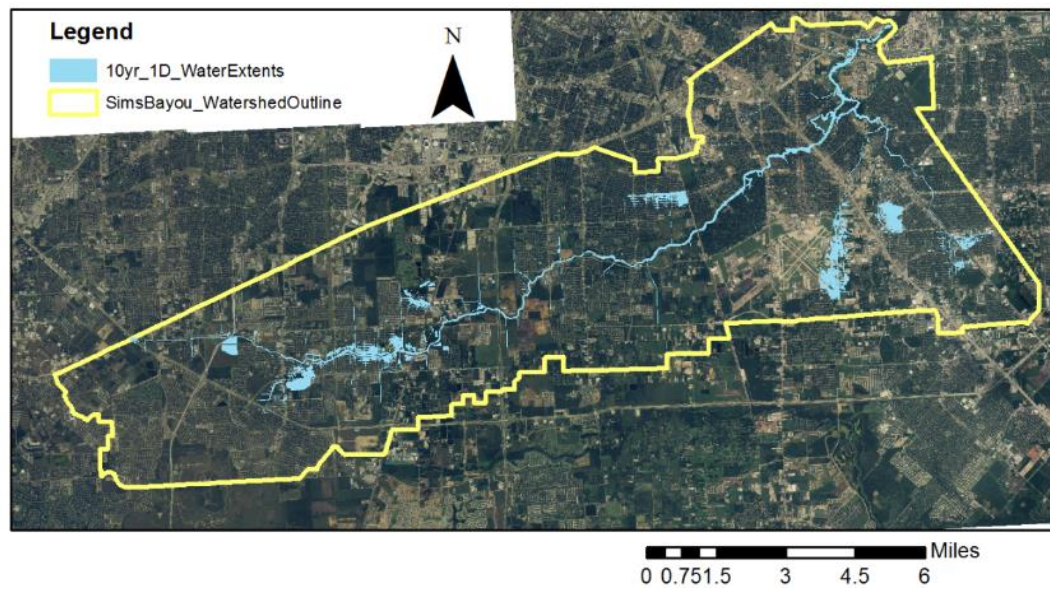 Legend
N
10yr_1D_WaterExtents
SimsBayou_WatershedOutline
Miles
0 0.751.5 3 4.5 6